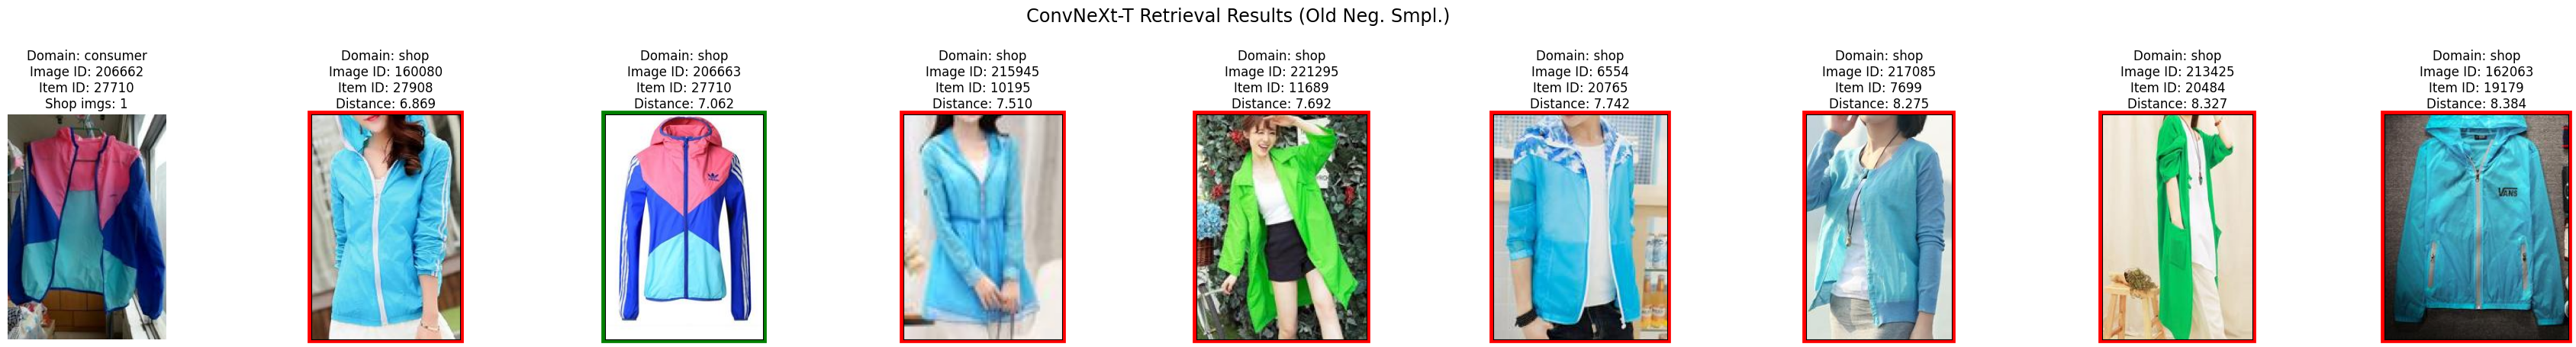 ConvNeXt-T Retrieval Results (Old Neg. Smpl.)
Domain: consumer
Image ID: 206662
Item ID: 27710
Shop imgs: 1
Domain: shop
Image ID: 160080
Item ID: 27908
Distance: 6.869
Domain: shop
Image ID: 206663
Item ID: 27710
Distance: 7.062
Domain: shop
Image ID: 215945
Item ID: 10195
Distance: 7.510
Domain: shop
Image ID: 221295
Item ID: 11689
Distance: 7.692
Domain: shop
Image ID: 6554
Item ID: 20765
Distance: 7.742
Domain: shop
Image ID: 217085
Item ID: 7699
Distance: 8.275
Domain: shop
Image ID: 213425
Item ID: 20484
Distance: 8.327
Domain: shop
Image ID: 162063
Item ID: 19179
Distance: 8.384
VANS